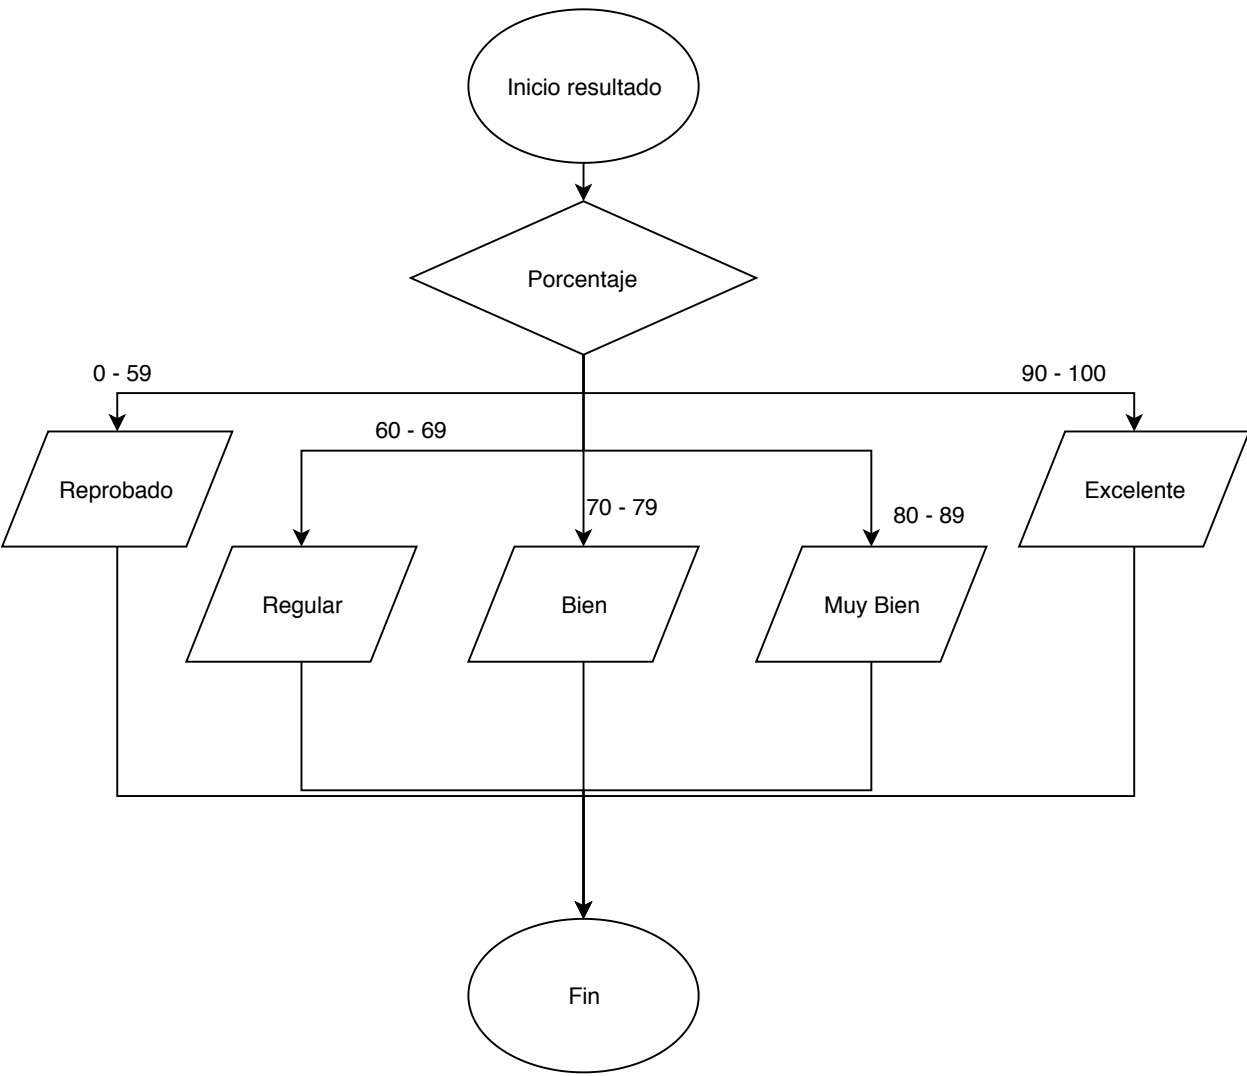 Inicio resultado
Porcentaje
0 - 59
90 - 100
60 - 69
Reprobado
Excelente
70 - 79
80 - 89
Regular
Bien
Muy Bien
Fin